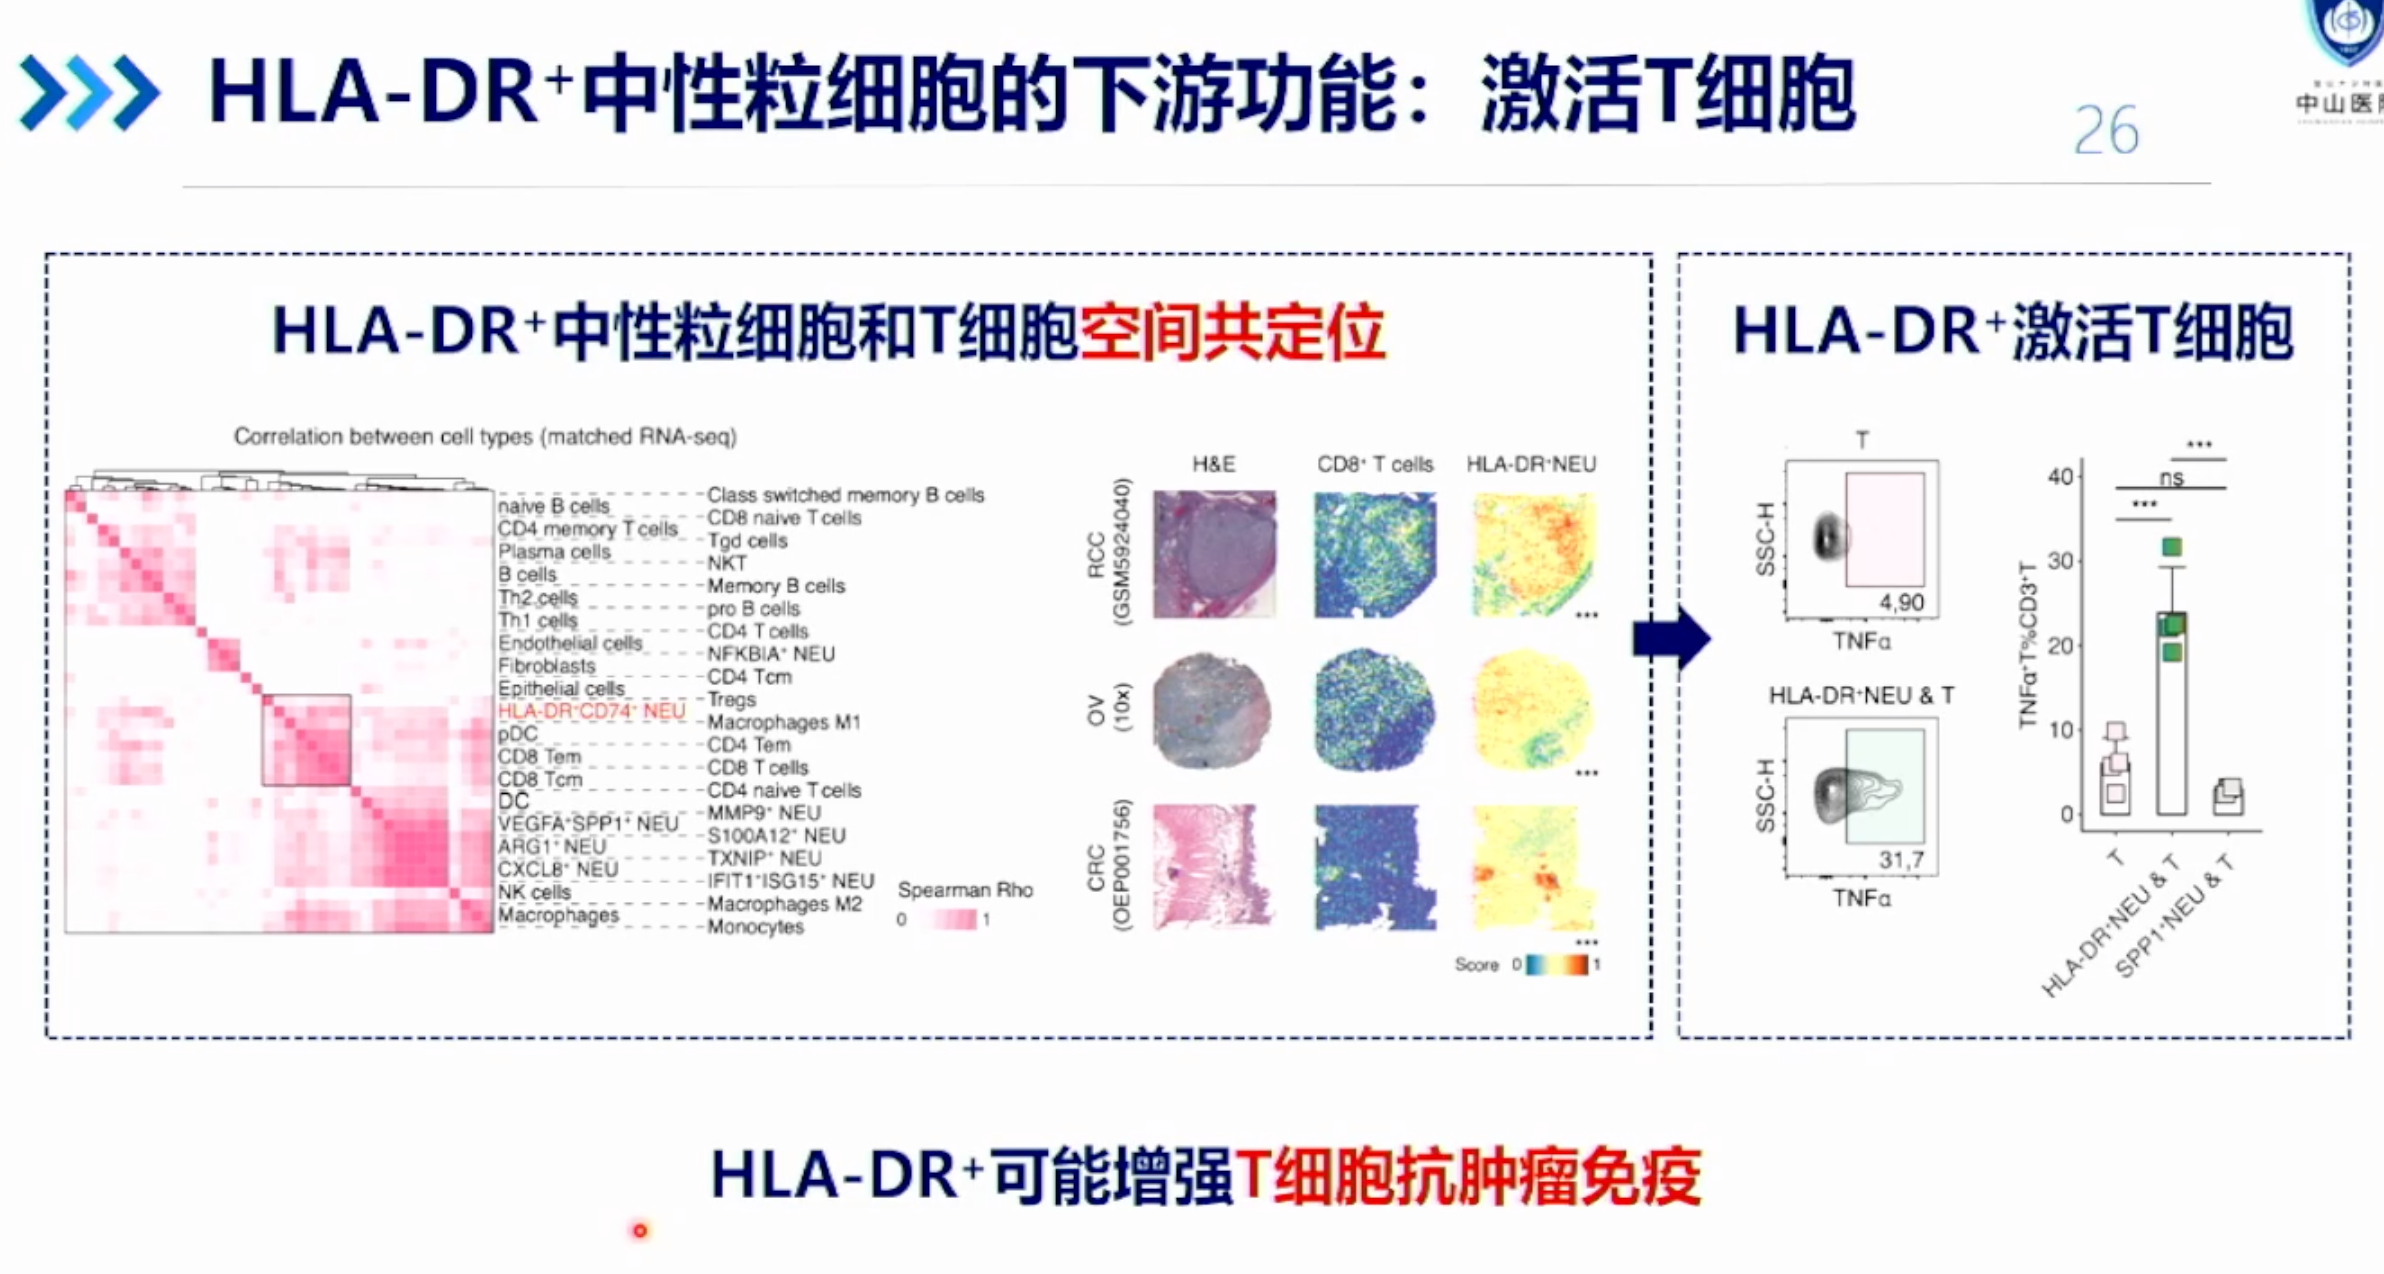 HLA-DR⁺中性粒细胞的下游功能：激活T细胞
26
中山医院
HLA-DR⁺中性粒细胞和T细胞空间共定位
Correlation between cell types (matched RNA-seq)
Class switched memory B cells
naive B cells
CD8 naive T cells
CD4 memory T cells
Tgd cells
Plasma cells
NKT
B cells
Memory B cells
Th2 cells
pro B cells
Th1 cells
CD4 T cells
Endothelial cells
NFKBIA⁺ NEU
Fibroblasts
CD4 Tcm
Epithelial cells
Tregs
HLA-DR⁺CD74⁺ NEU
Macrophages M1
pDC
CD4 Tem
CD8 Tem
CD8 T cells
CD8 Tcm
CD4 naive T cells
DC
MMP9⁺ NEU
VEGFA⁺SPP1⁺ NEU
S100A12⁺ NEU
ARG1⁺ NEU
TXNIP⁺ NEU
CXCL8⁺ NEU
IFIT1⁺ISG15⁺ NEU
NK cells
Macrophages M2
Macrophages
Monocytes
Spearman Rho
0 1
H&E CD8⁺ T cells HLA-DR⁺NEU
RCC
(GSM5924040)
***
OV
(10x)
***
CRC
(OEP001756)
***
Score 0 1
HLA-DR⁺激活T细胞
T
SSC-H
4,90
TNFα
HLA-DR⁺NEU & T
SSC-H
31,7
TNFα
TNFα⁺T%CD3⁺T
40
30
20
10
0
***
ns
***
T
HLA-DR⁺NEU & T
SPP1⁺NEU & T
HLA-DR⁺可能增强T细胞抗肿瘤免疫